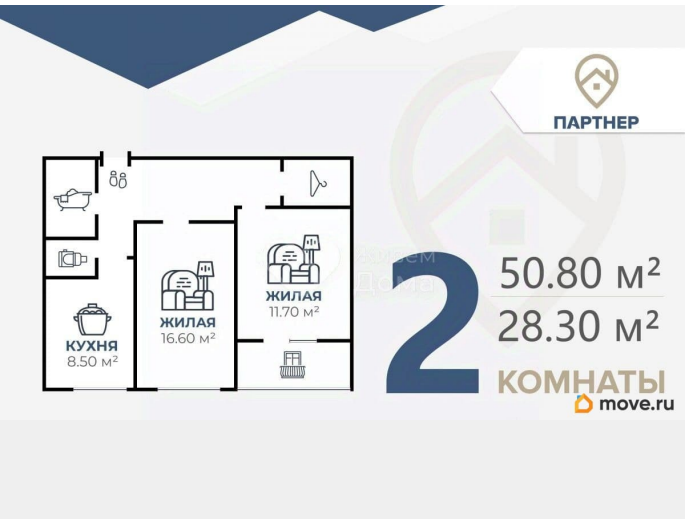 ПАРТНЕР
2
50.80 м²
28.30 м²
КОМНАТЫ
move.ru
ЖИЛАЯ
11.70 м²
ЖИЛАЯ
16.60 м²
КУХНЯ
8.50 м²
Дома